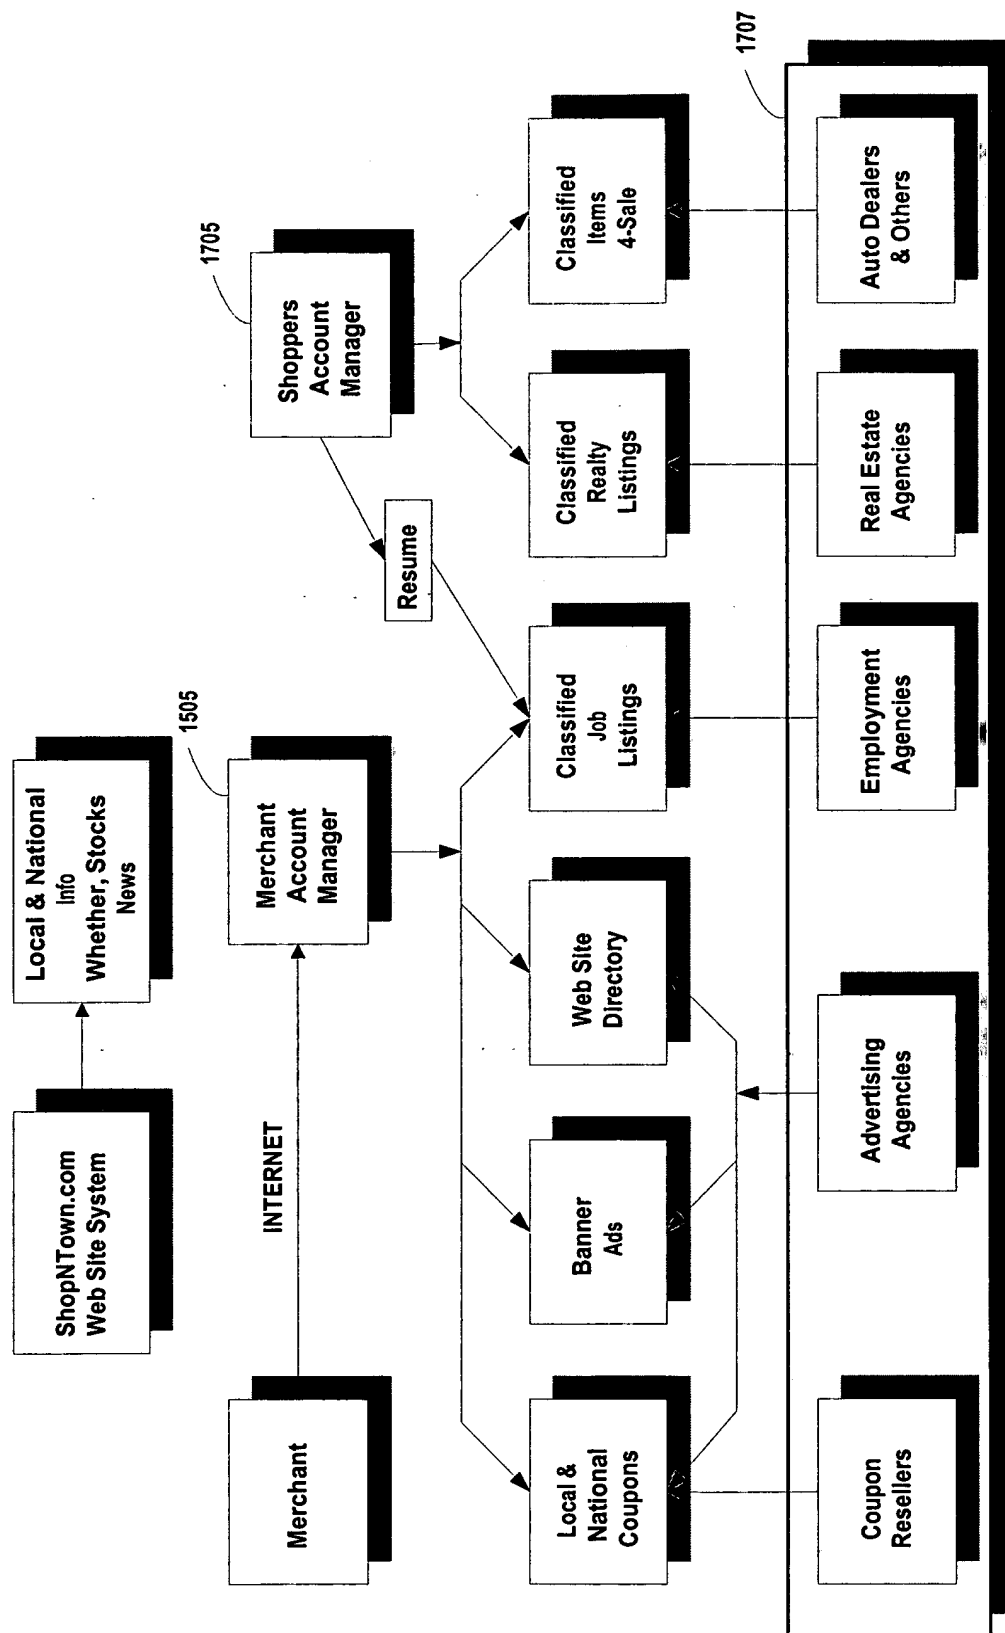 ShopNTown.com
Web Site System
Local & National
Info
Whether, Stocks
News
Merchant
INTERNET
Merchant
Account
Manager
1505
Shoppers
Account
Manager
1705
Resume
Local &
National
Coupons
Banner
Ads
Web Site
Directory
Classified
Job
Listings
Classified
Realty
Listings
Classified
Items
4-Sale
1707
Coupon
Resellers
Advertising
Agencies
Employment
Agencies
Real Estate
Agencies
Auto Dealers
& Others